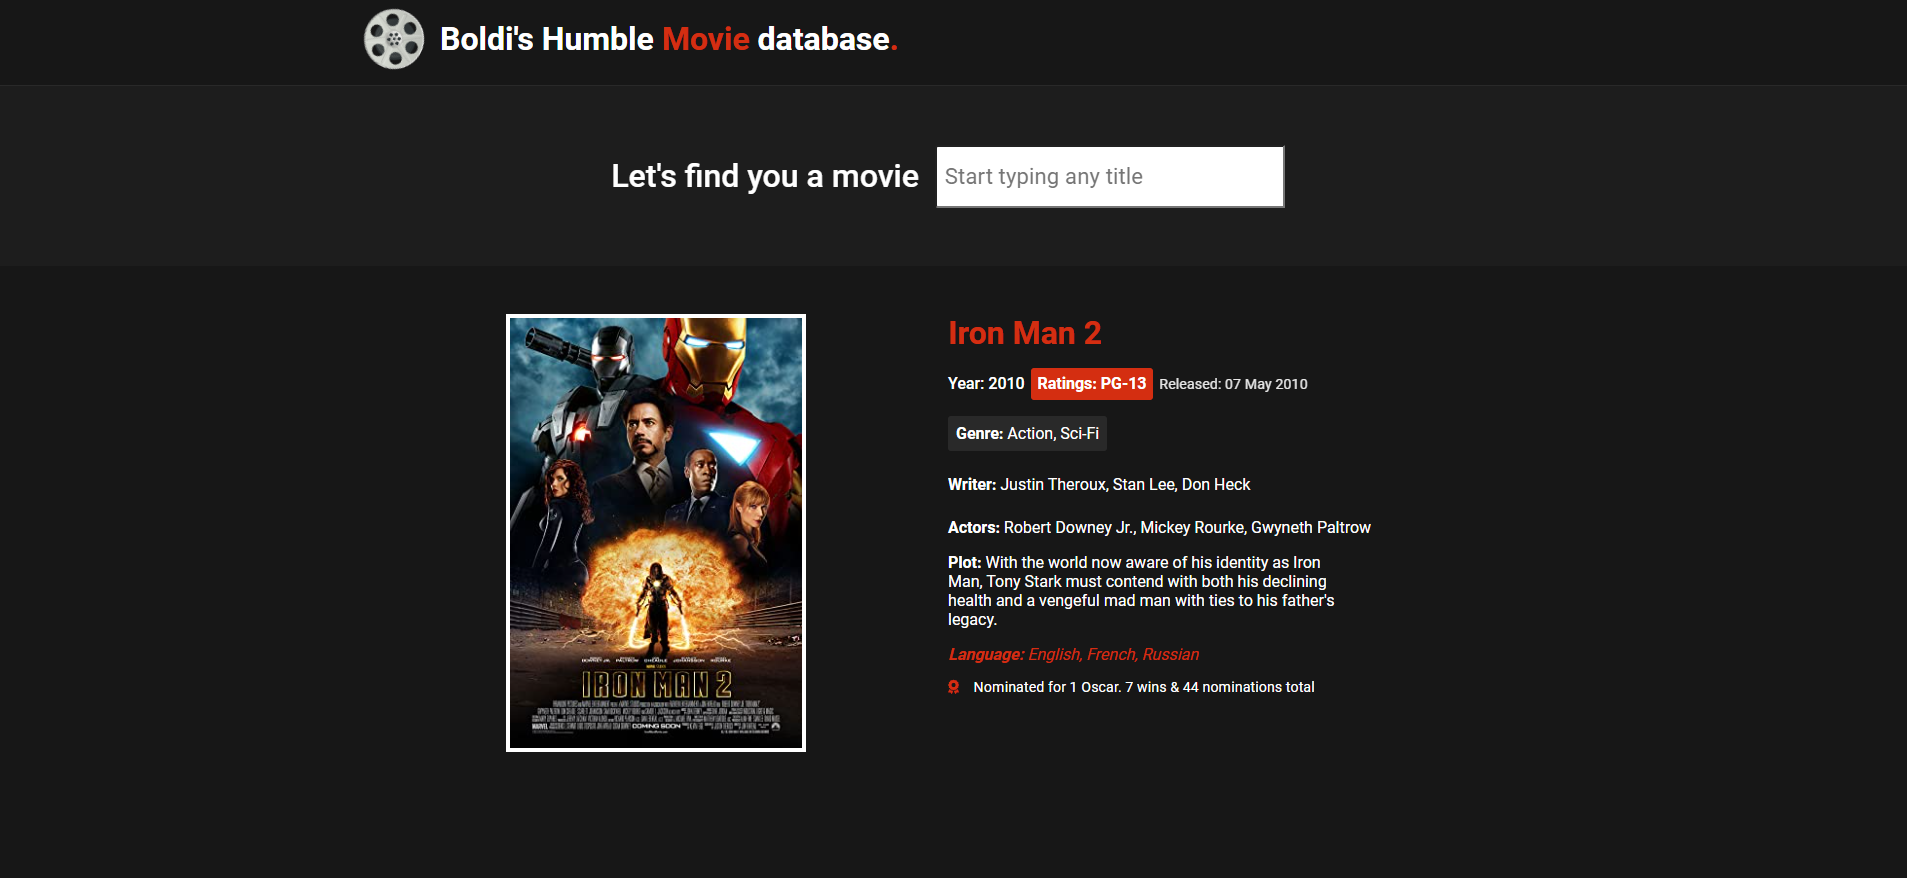 Boldi's Humble Movie database.
Let's find you a movie
Start typing any title
IRON MAN 2
COMING SOON
Iron Man 2
Year: 2010 Ratings: PG-13 Released: 07 May 2010
Genre: Action, Sci-Fi
Writer: Justin Theroux, Stan Lee, Don Heck
Actors: Robert Downey Jr., Mickey Rourke, Gwyneth Paltrow
Plot: With the world now aware of his identity as Iron
Man, Tony Stark must contend with both his declining
health and a vengeful mad man with ties to his father's
legacy.
Language: English, French, Russian
Nominated for 1 Oscar. 7 wins & 44 nominations total